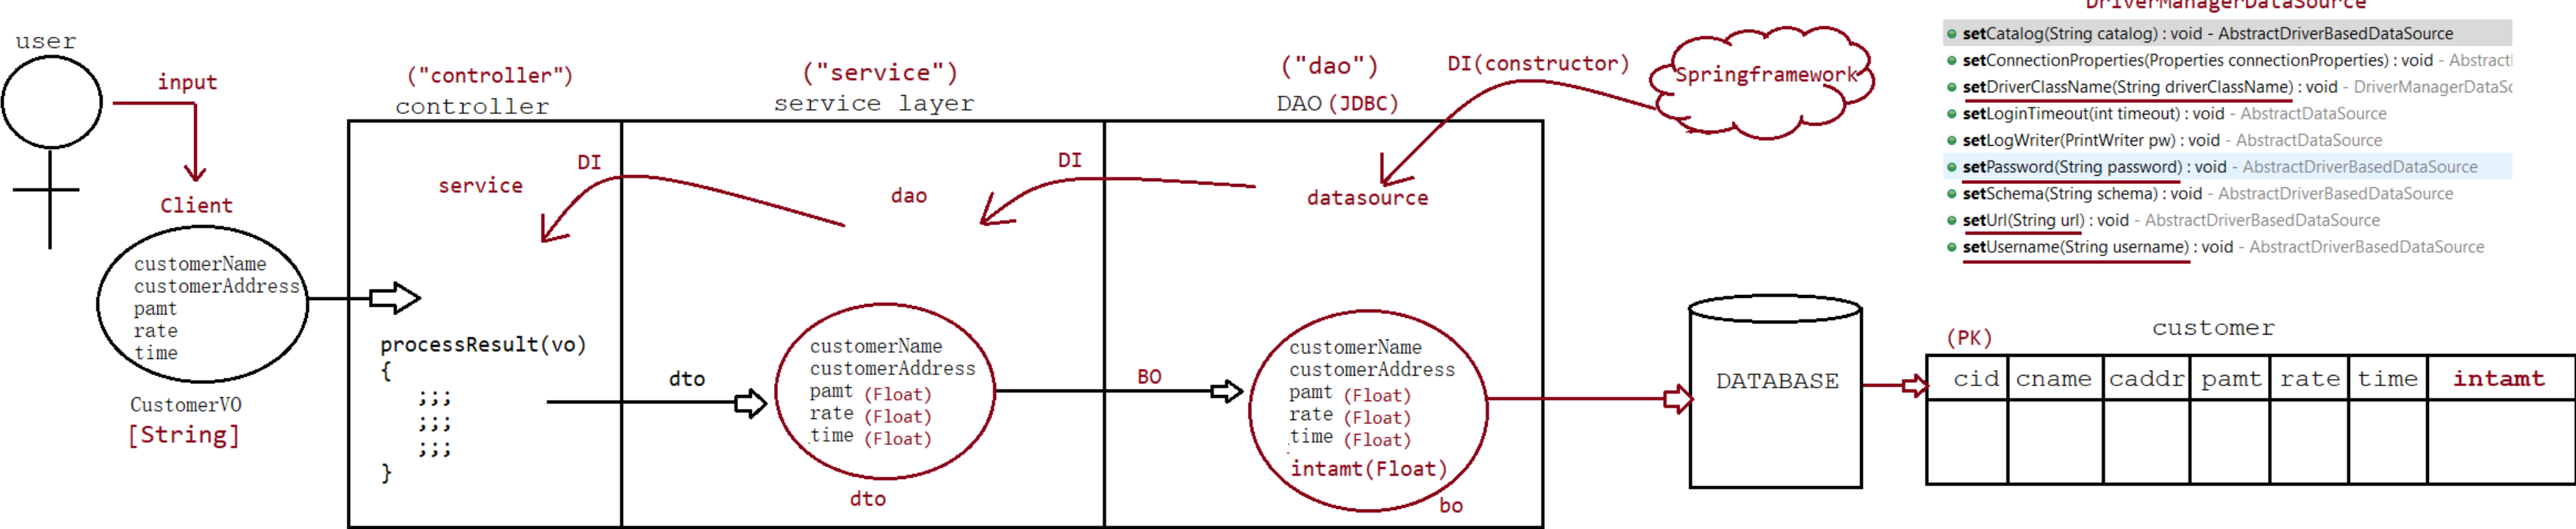 user
input
Client
customerName
customerAddress
pamt
rate
time
CustomerVO
[String]
("controller")
controller
DI
service
processResult(vo)
{
;;;
;;;
;;;
}
("service")
service layer
DI
dao
dto
customerName
customerAddress
pamt (Float)
rate (Float)
time (Float)
dto
BO
("dao")
DAO (JDBC)
DI(constructor)
Springframework
datasource
customerName
customerAddress
pamt (Float)
rate (Float)
time (Float)
intamt(Float)
bo
DATABASE
DriverManagerDataSource
setCatalog(String catalog) : void - AbstractDriverBasedDataSource
setConnectionProperties(Properties connectionProperties) : void - Abstract
setDriverClassName(String driverClassName) : void - DriverManagerDataSo
setLoginTimeout(int timeout) : void - AbstractDataSource
setLogWriter(PrintWriter pw) : void - AbstractDataSource
setPassword(String password) : void - AbstractDriverBasedDataSource
setSchema(String schema) : void - AbstractDriverBasedDataSource
setUrl(String url) : void - AbstractDriverBasedDataSource
setUsername(String username) : void - AbstractDriverBasedDataSource
customer
(PK)
cid cname caddr pamt rate time intamt